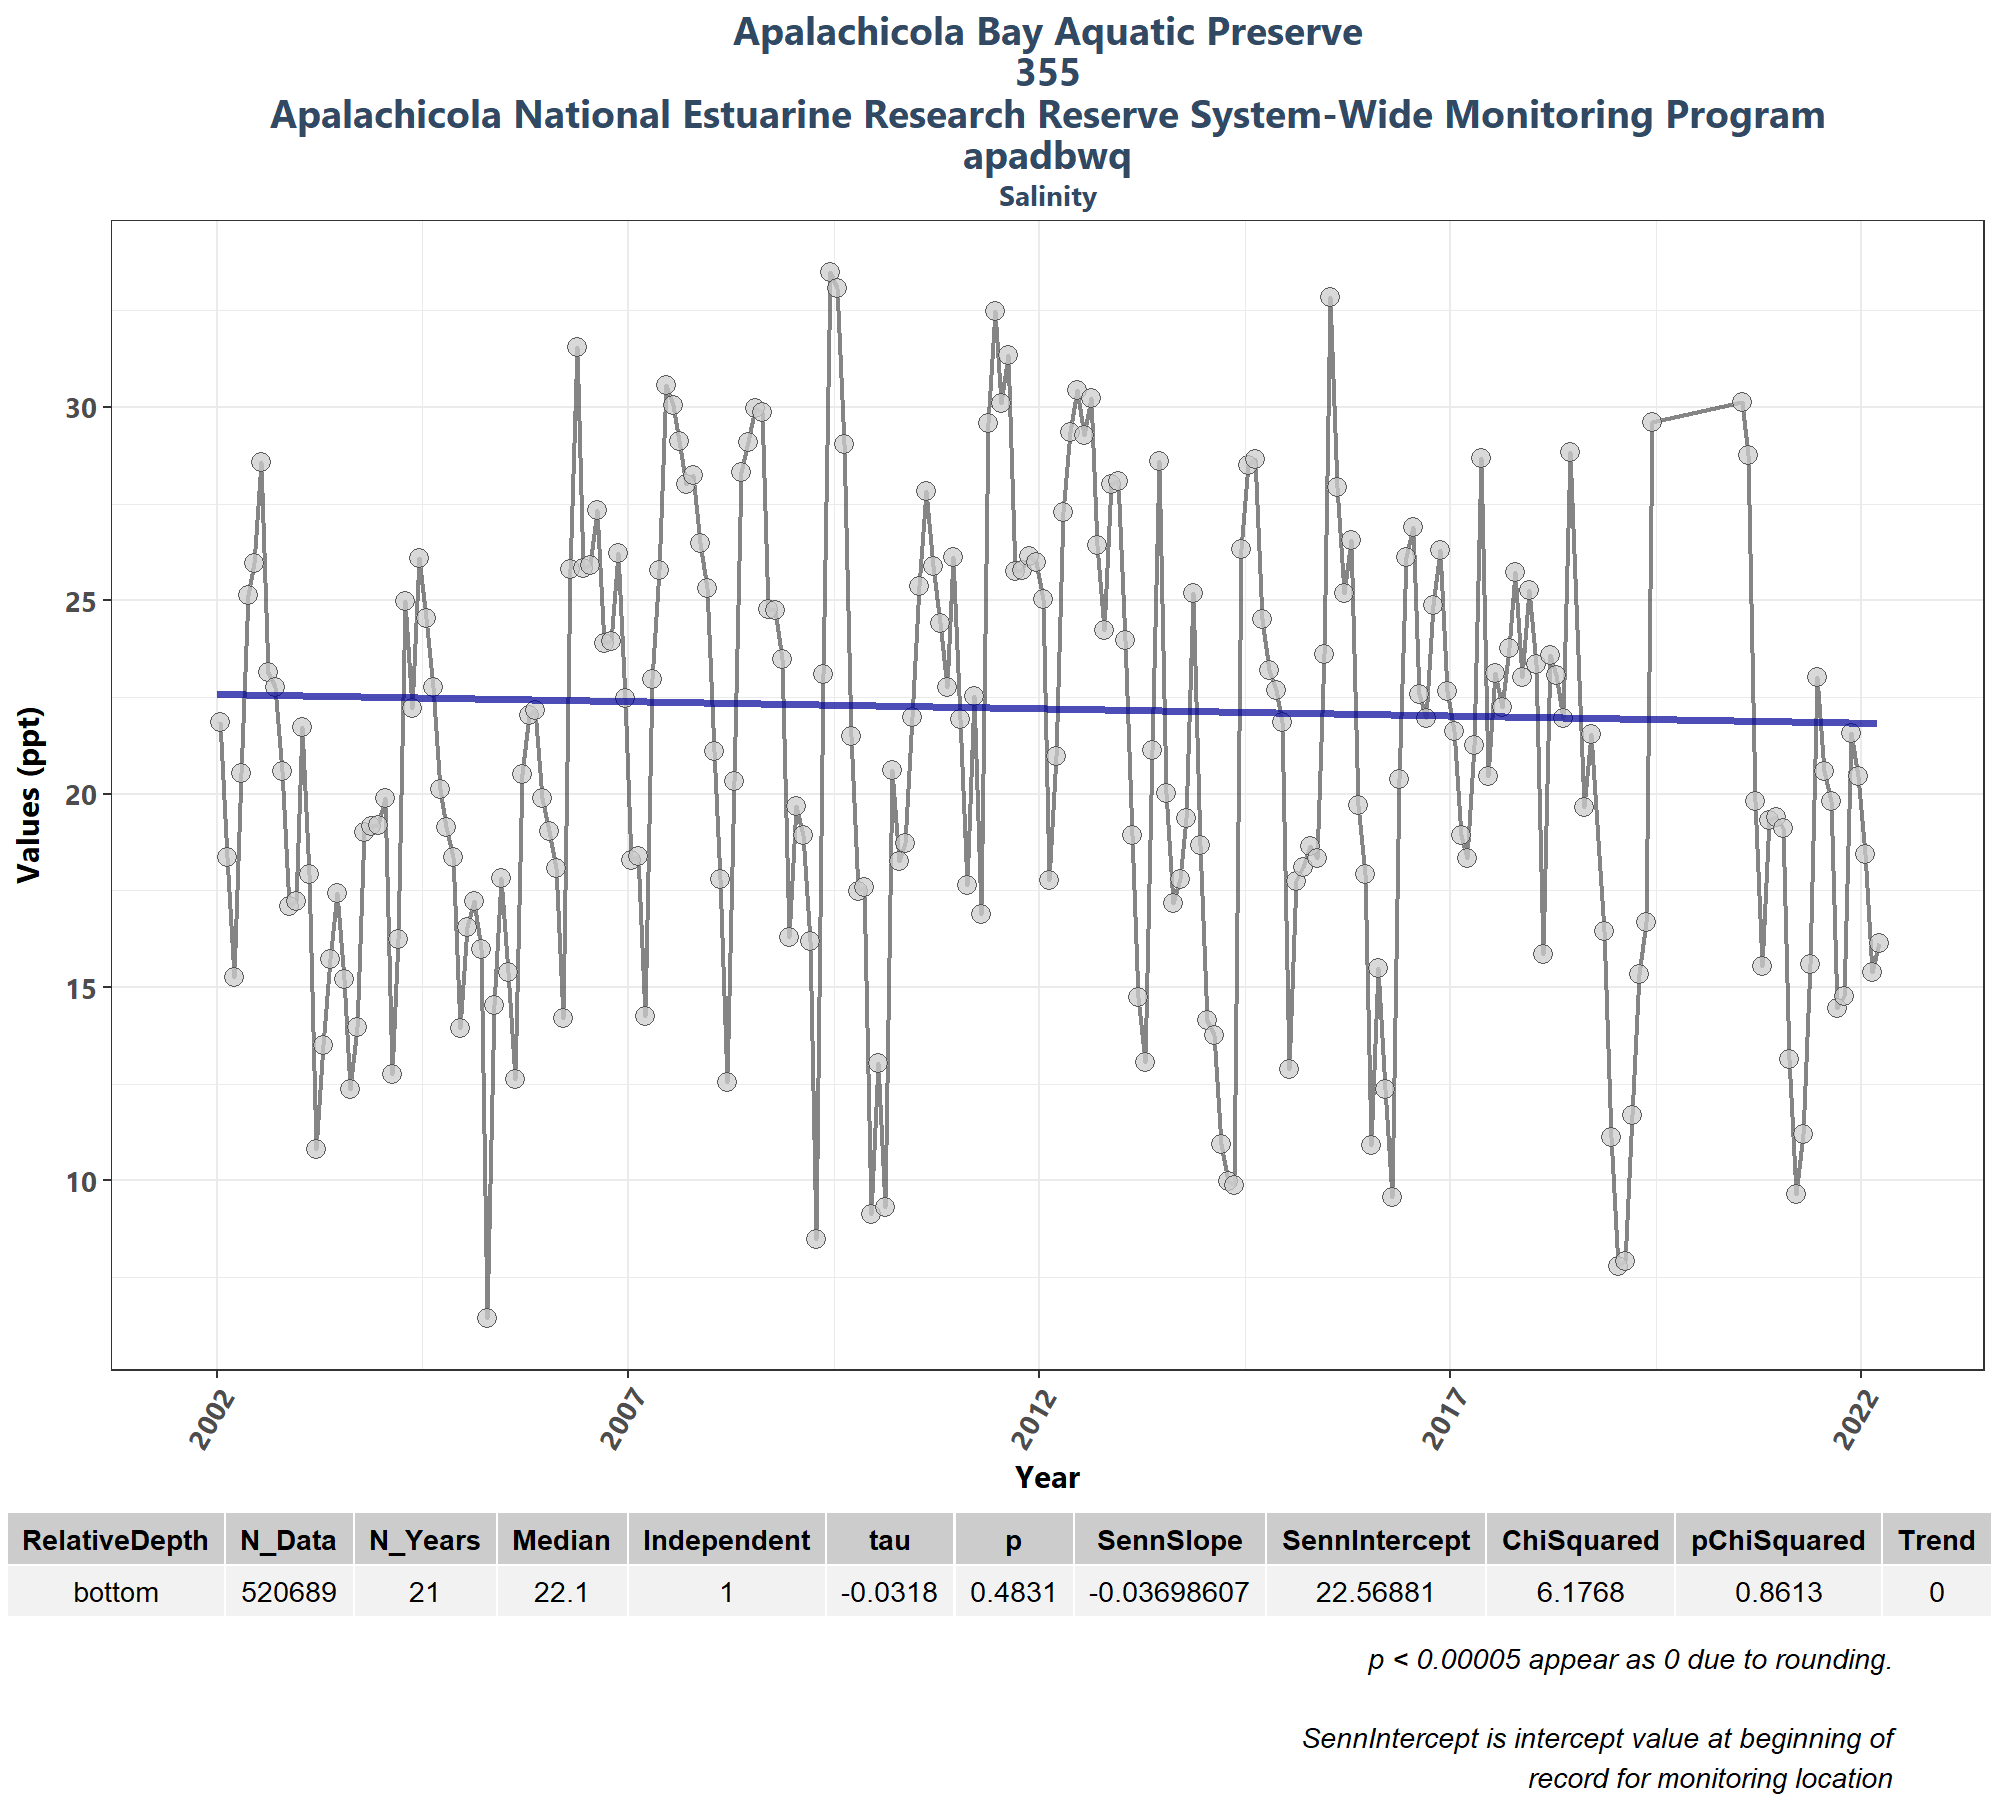 Apalachicola Bay Aquatic Preserve
355
Apalachicola National Estuarine Research Reserve System-Wide Monitoring Program
apadbwq
Salinity
Values (ppt)
30
25
20
15
10
2002 2007 2012 2017 2022
Year
RelativeDepth N_Data N_Years Median Independent tau p SennSlope SennIntercept ChiSquared pChiSquared Trend
bottom 520689 21 22.1 1 -0.0318 0.4831 -0.03698607 22.56881 6.1768 0.8613 0
p < 0.00005 appear as 0 due to rounding.
SennIntercept is intercept value at beginning of
record for monitoring location